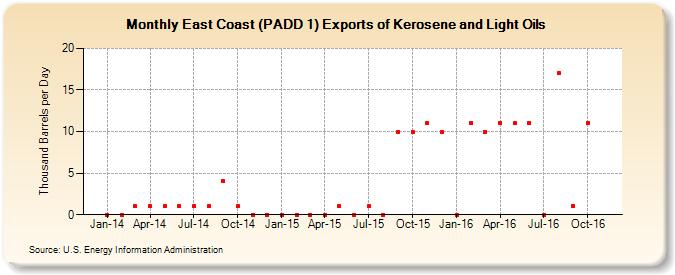 Monthly East Coast (PADD 1) Exports of Kerosene and Light Oils
Thousand Barrels per Day
20
15
10
5
0
Jan-14 Apr-14 Jul-14 Oct-14 Jan-15 Apr-15 Jul-15 Oct-15 Jan-16 Apr-16 Jul-16 Oct-16
Source: U.S. Energy Information Administration